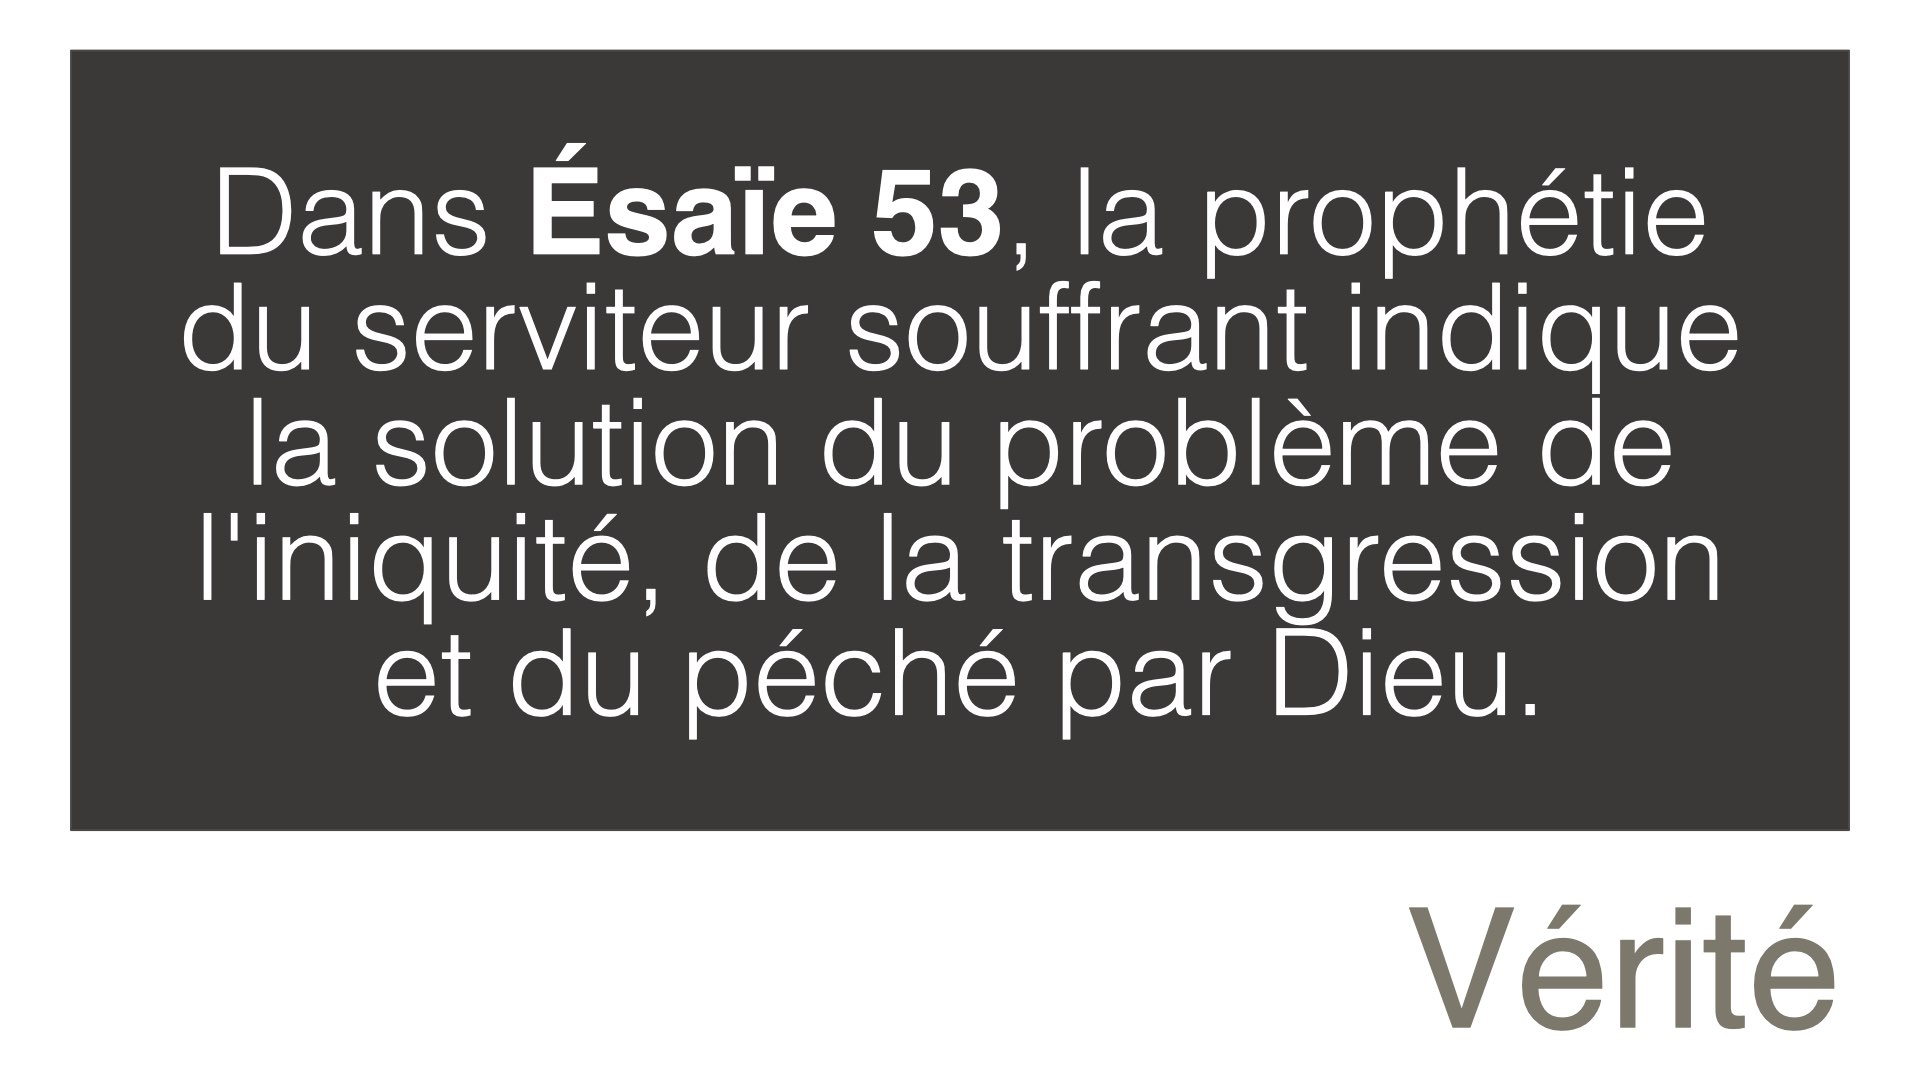 Dans Ésaïe 53, la prophétie
du serviteur souffrant indique
la solution du problème de
l'iniquité, de la transgression
et du péché par Dieu.
Vérité